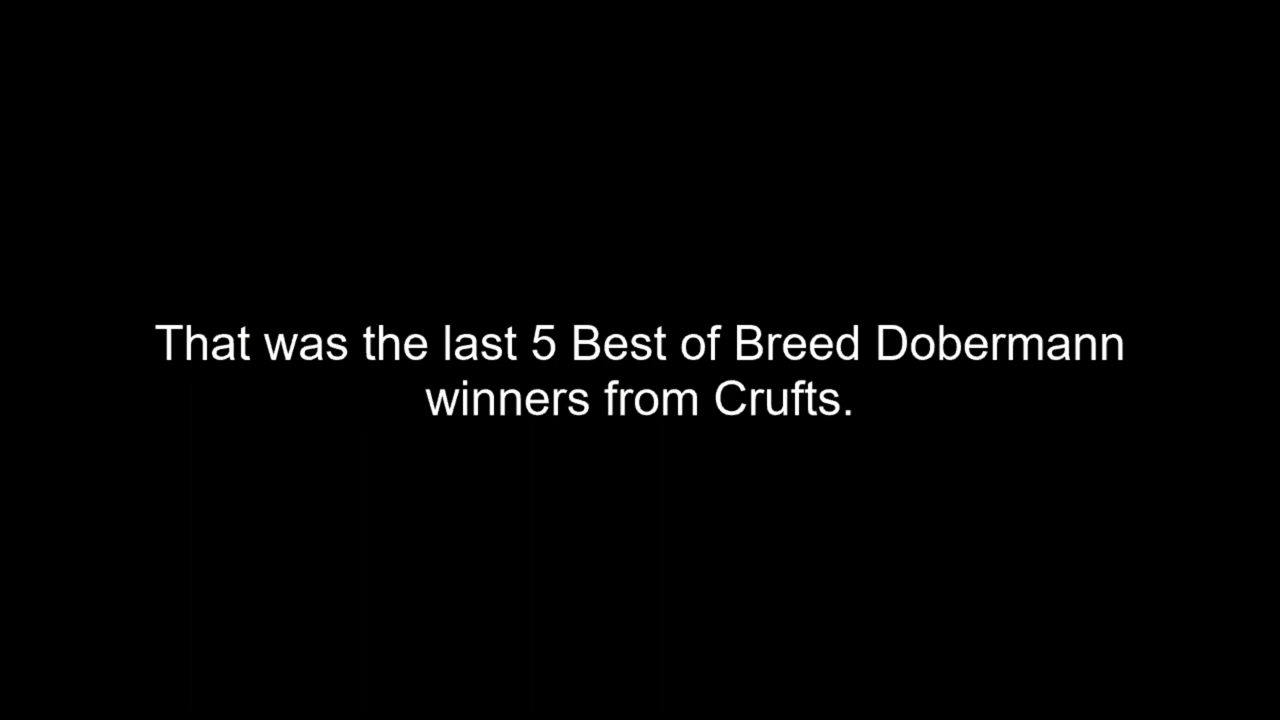 That was the last 5 Best of Breed Dobermann
winners from Crufts.